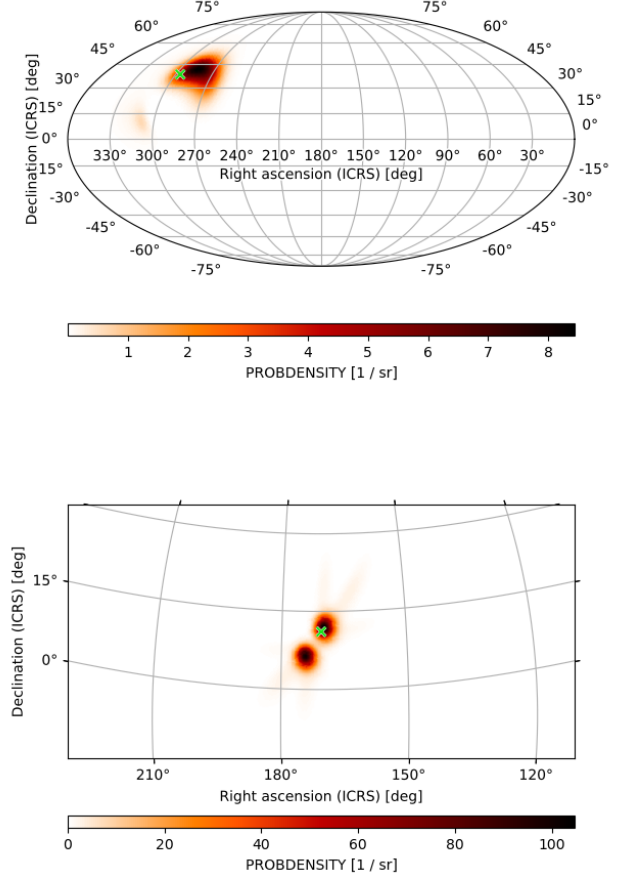 75° 75°
60° 60°
45° 45°
30° 30°
15° 15°
0° 0°
330° 300° 270° 240° 210° 180° 150° 120° 90° 60° 30°
-15° -15°
Right ascension (ICRS) [deg]
-30° -30°
-45° -45°
-60° -60°
-75° -75°
Declination (ICRS) [deg]
1 2 3 4 5 6 7 8
PROBDENSITY [1 / sr]
15°
0°
Declination (ICRS) [deg]
210° 180° 150° 120°
Right ascension (ICRS) [deg]
0 20 40 60 80 100
PROBDENSITY [1 / sr]